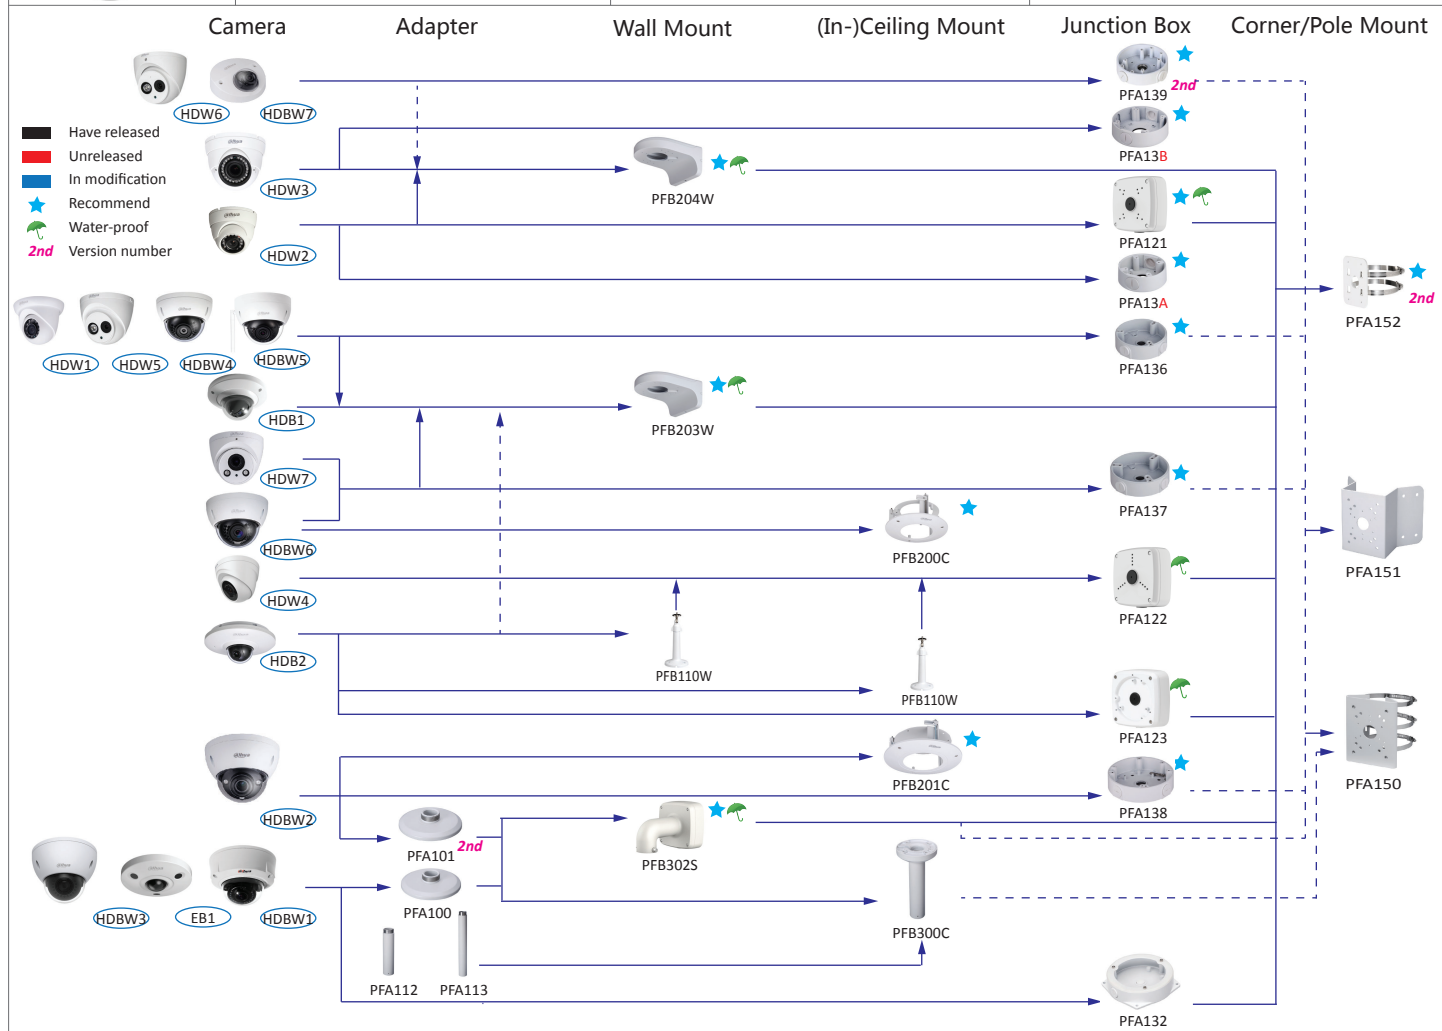 Camera Adapter Wall Mount (In-)Ceiling Mount Junction Box Corner/Pole Mount
HDW6 HDBW7 PFA139 2nd
Have released
Unreleased
In modification
Recommend
Water-proof
2nd Version number
PFA13B
HDW3 PFB204W
HDW2 PFA121
PFA13A
2nd
PFA152
HDW1 HDW5 HDBW4 HDBW5 PFA136
HDB1 PFB203W
HDW7
PFA137
HDBW6 PFB200C
PFA151
HDW4
PFA122
HDB2 PFB110W PFB110W
PFA123
PFB201C PFA150
HDBW2 PFA138
PFA101 2nd PFB302S
HDBW3 EB1 HDBW1 PFA100 PFB300C
PFA112 PFA113
PFA132